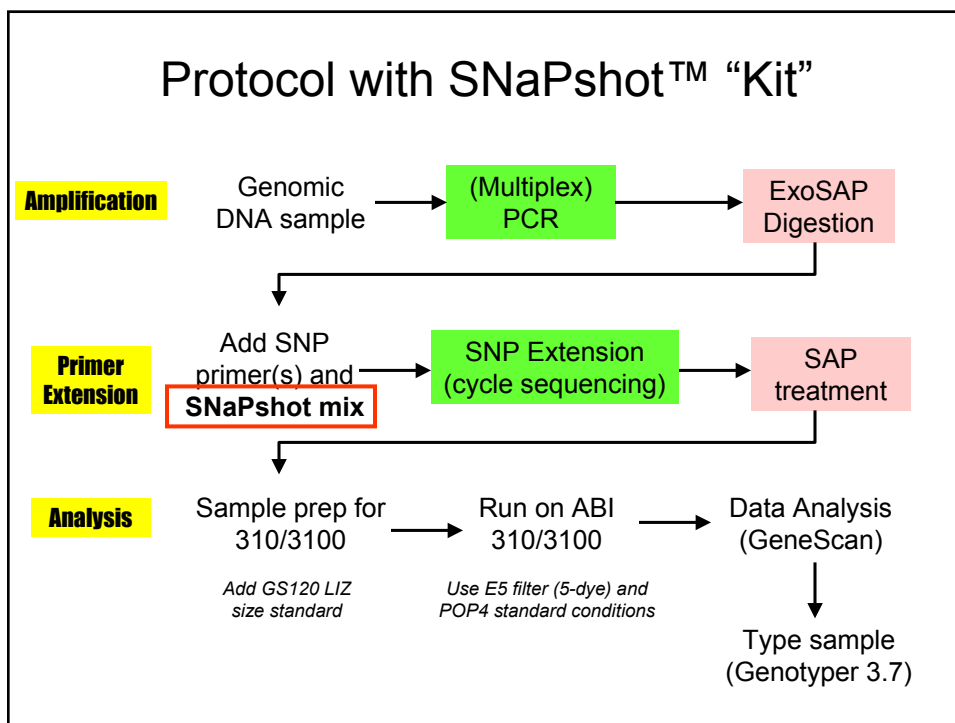 Protocol with SNaPshot™ “Kit”
Amplification
Genomic
DNA sample
(Multiplex)
PCR
ExoSAP
Digestion
Primer
Extension
Add SNP
primer(s) and
SNaPshot mix
SNP Extension
(cycle sequencing)
SAP
treatment
Analysis
Sample prep for
310/3100
Add GS120 LIZ
size standard
Run on ABI
310/3100
Use E5 filter (5-dye) and
POP4 standard conditions
Data Analysis
(GeneScan)
Type sample
(Genotyper 3.7)